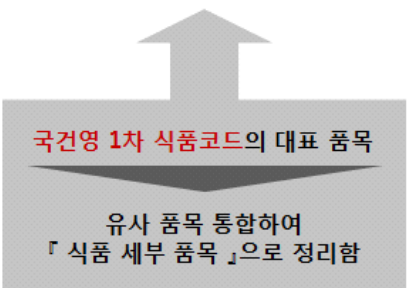 국건영 1차 식품코드의 대표 품목
유사 품목 통합하여
『 식품 세부 품목 』으로 정리함